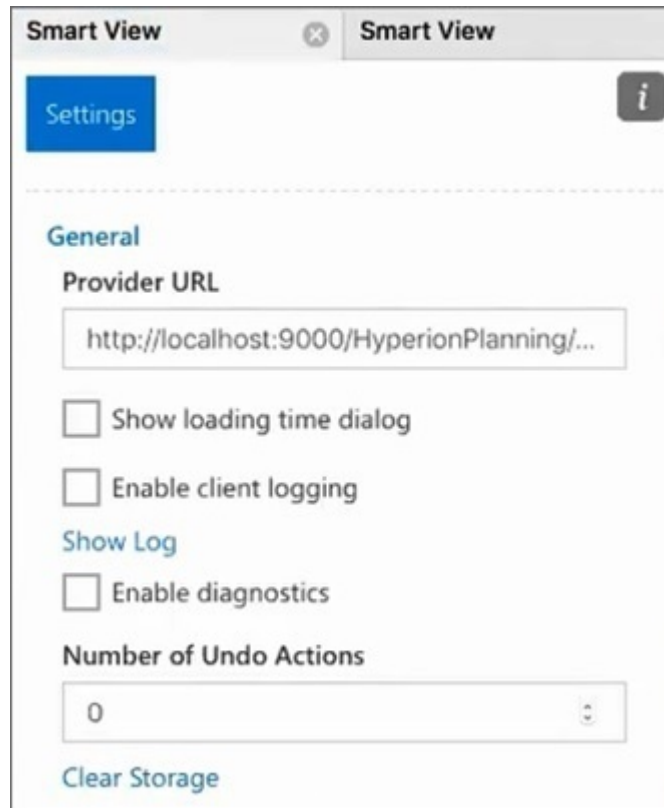 Smart View
Smart View
Settings
i
General
Provider URL
http://localhost:9000/HyperionPlanning/...
Show loading time dialog
Enable client logging
Show Log
Enable diagnostics
Number of Undo Actions
0
Clear Storage